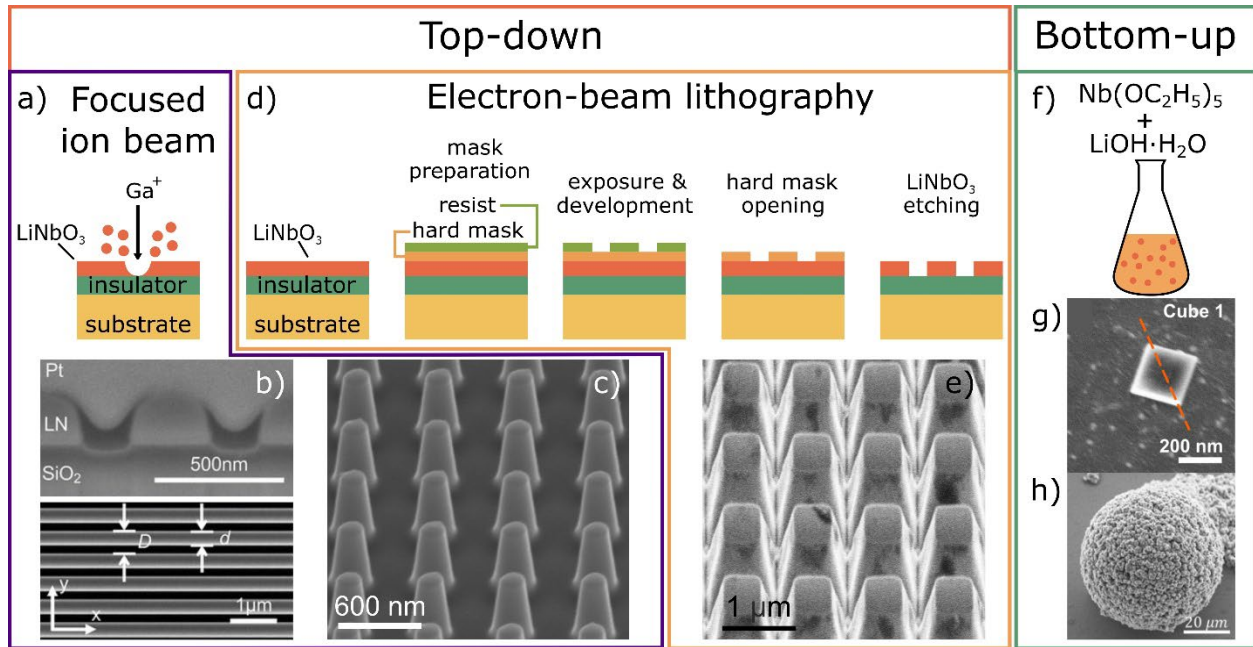 Top-down
Bottom-up
a) Focused
ion beam
Ga⁺
LiNbO₃
insulator
substrate
b)
Pt
LN
SiO₂
500nm
D
d
y
x
1μm
c)
600 nm
d) Electron-beam lithography
LiNbO₃
insulator
substrate
mask
preparation
resist
hard mask
exposure &
development
hard mask
opening
LiNbO₃
etching
e)
1 μm
f)
Nb(OC₂H₅)₅
+
LiOH·H₂O
g)
Cube 1
200 nm
h)
20 μm